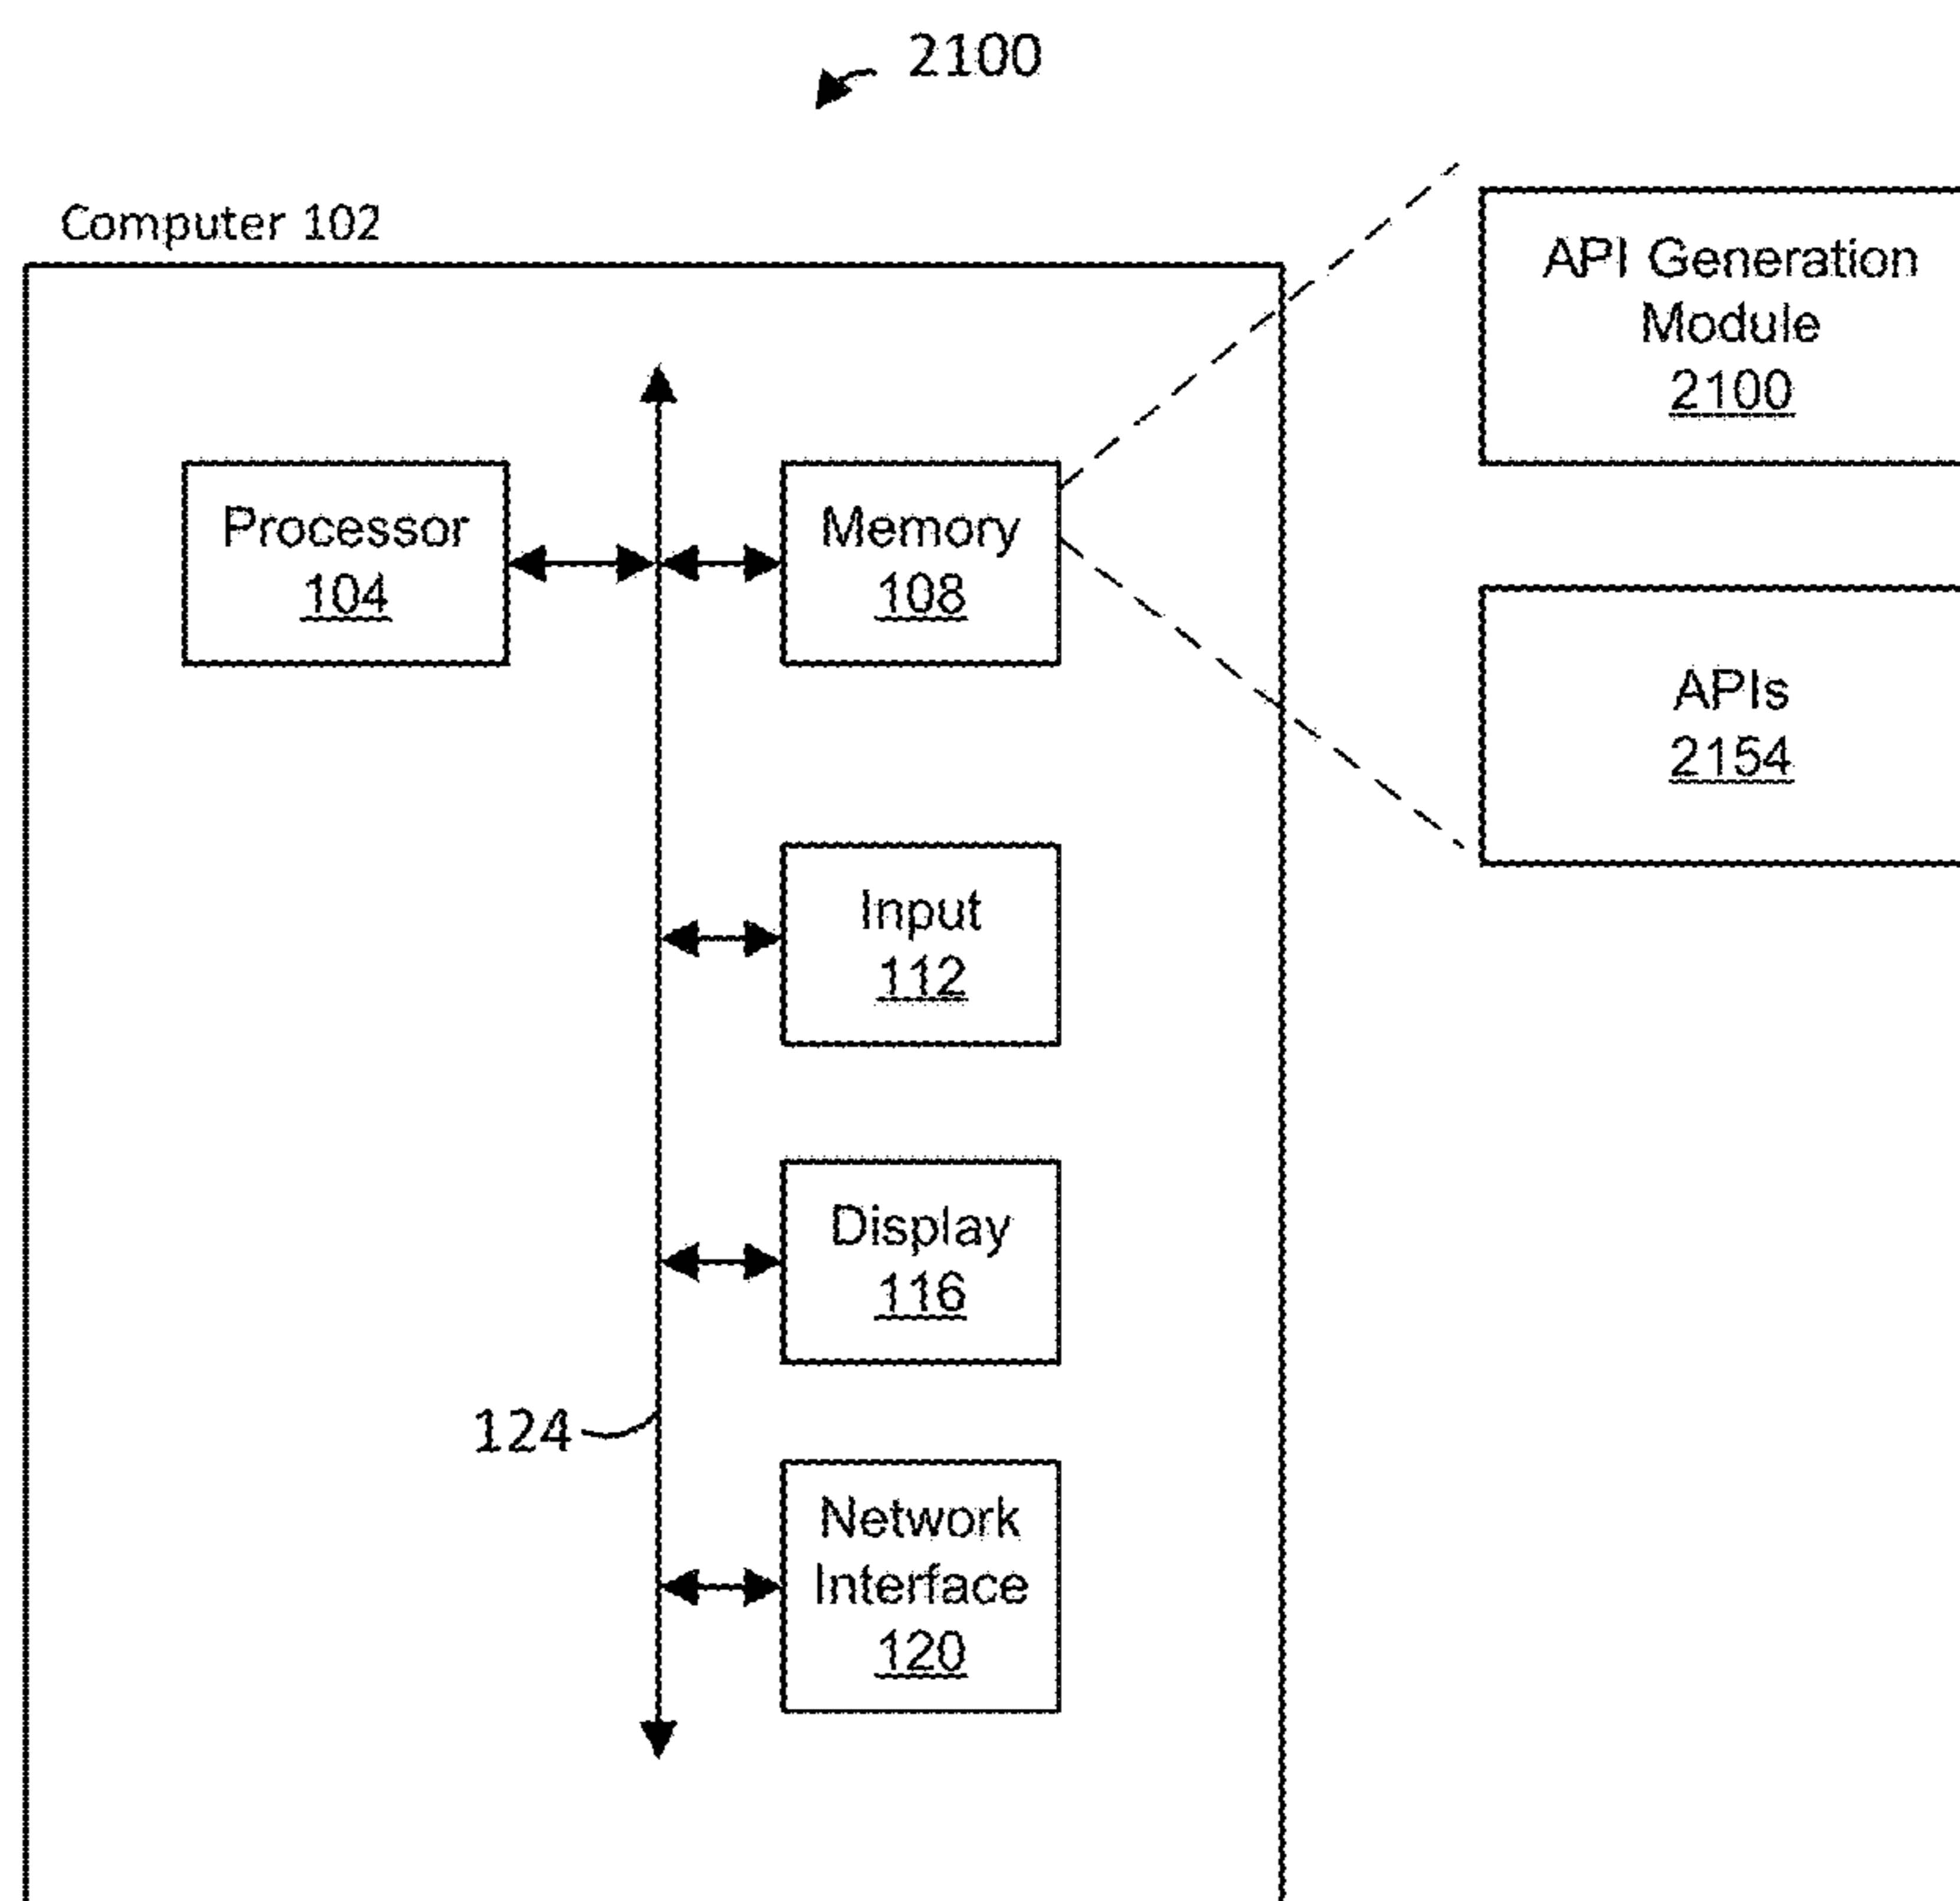 2100
Computer 102
API Generation
Module
2100
Processor
104
Memory
108
APIs
2154
Input
112
Display
116
124
Network
Interface
120